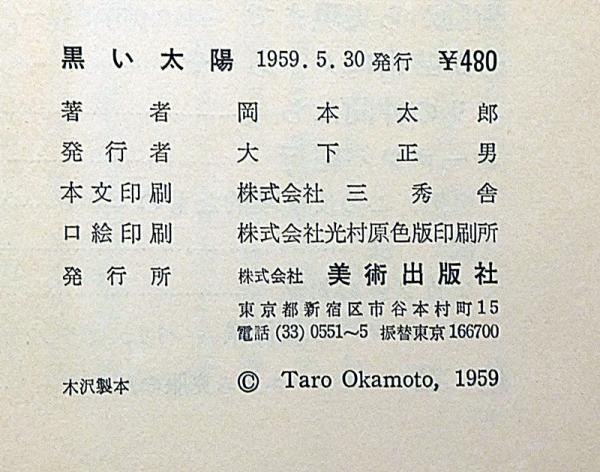 黒い太陽 1959.5.30発行 ¥480
著者 岡本太郎
発行者 大下正男
本文印刷 株式会社 三秀舎
口絵印刷 株式会社光村原色版印刷所
発行所 株式会社 美術出版社
東京都新宿区市谷本村町15
電話(33)0551〜5 振替東京166700
木沢製本 © Taro Okamoto, 1959